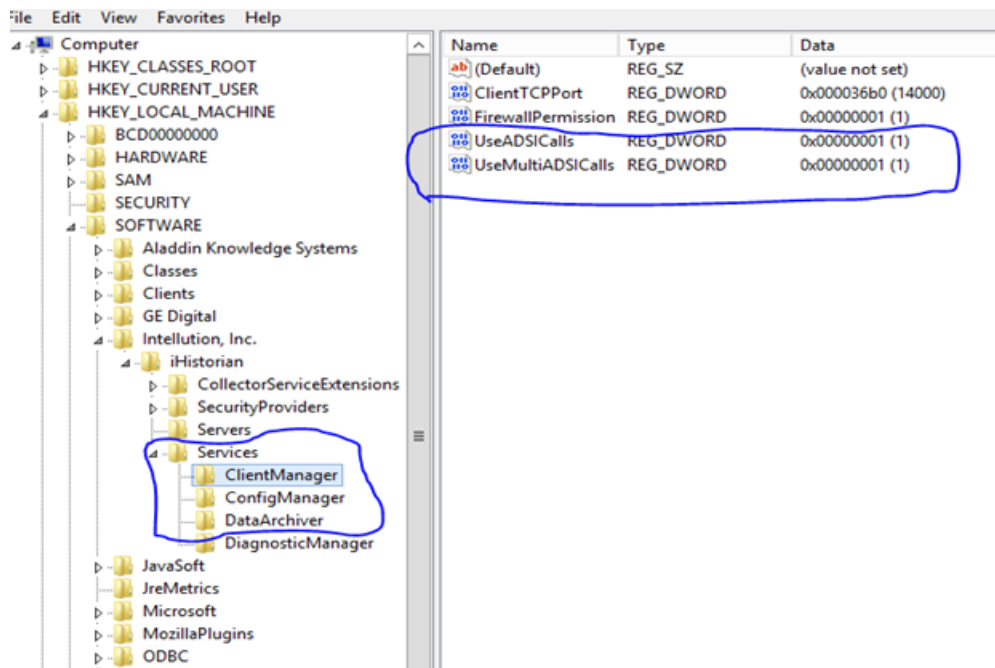 File Edit View Favorites Help
Computer
HKEY_CLASSES_ROOT
HKEY_CURRENT_USER
HKEY_LOCAL_MACHINE
BCD00000000
HARDWARE
SAM
SECURITY
SOFTWARE
Aladdin Knowledge Systems
Classes
Clients
GE Digital
Intellution, Inc.
iHistorian
CollectorServiceExtensions
SecurityProviders
Servers
Services
ClientManager
ConfigManager
DataArchiver
DiagnosticManager
JavaSoft
JreMetrics
Microsoft
MozillaPlugins
ODBC
Name Type Data
ab (Default) REG_SZ (value not set)
ClientTCPPort REG_DWORD 0x000036b0 (14000)
FirewallPermission REG_DWORD 0x00000001 (1)
UseADSICalls REG_DWORD 0x00000001 (1)
UseMultiADSICalls REG_DWORD 0x00000001 (1)